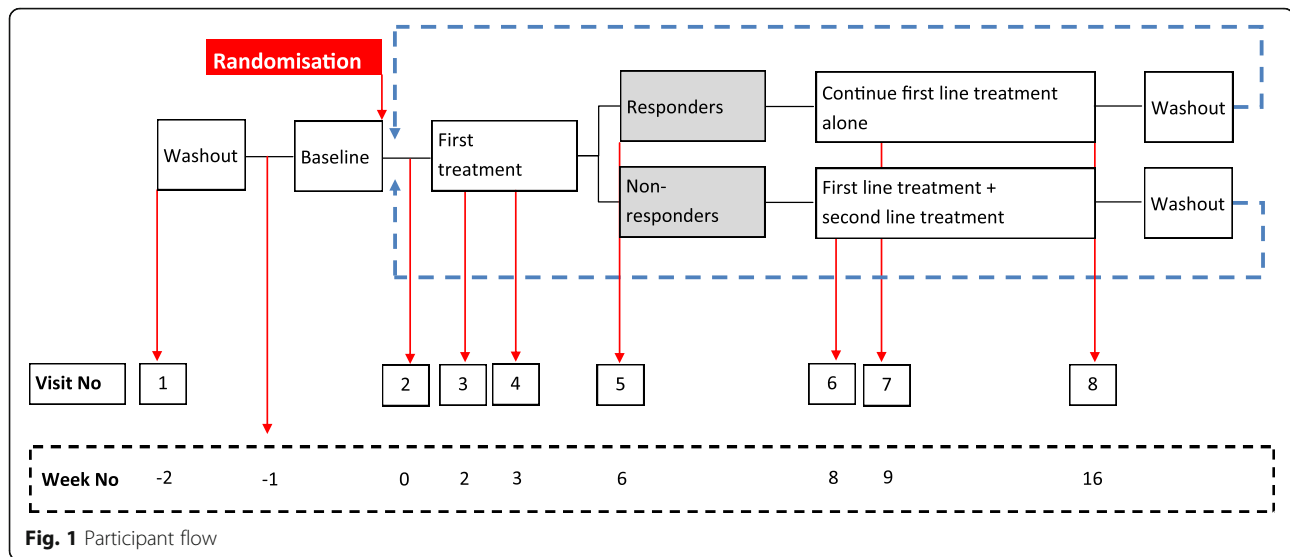 Randomisation
Washout
Baseline
First
treatment
Responders
Non-
responders
Continue first line treatment
alone
First line treatment +
second line treatment
Washout
Washout
Visit No 1 2 3 4 5 6 7 8
Week No -2 -1 0 2 3 6 8 9 16
Fig. 1 Participant flow